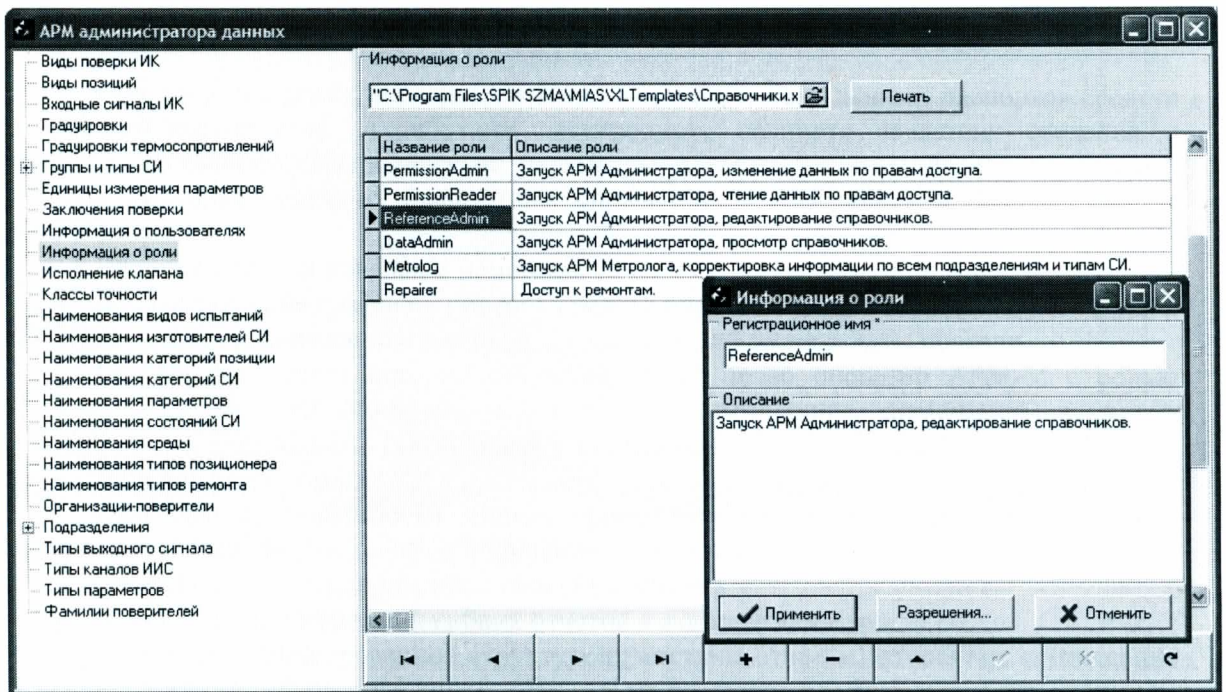 АРМ администратора данных
Виды поверки ИК
Виды позиций
Входные сигналы ИК
Градуировки
Градуировки термосопротивлений
Группы и типы СИ
Единицы измерения параметров
Заключения поверки
Информация о пользователях
Информация о роли
Исполнение клапана
Классы точности
Наименования видов испытаний
Наименования изготовителей СИ
Наименования категорий позиции
Наименования категорий СИ
Наименования параметров
Наименования состояний СИ
Наименования среды
Наименования типов позиционера
Наименования типов ремонта
Организации-поверители
Подразделения
Типы выходного сигнала
Типы каналов ИИС
Типы параметров
Фамилии поверителей
Информация о роли
"C:\Program Files\SPIK SZMA\MIAS\XLTemplates\Справочники.x
Печать
Название роли Описание роли
PermissionAdmin Запуск АРМ Администратора, изменение данных по правам доступа.
PermissionReader Запуск АРМ Администратора, чтение данных по правам доступа.
ReferenceAdmin Запуск АРМ Администратора, редактирование справочников.
DataAdmin Запуск АРМ Администратора, просмотр справочников.
Metrolog Запуск АРМ Метролога, корректировка информации по всем подразделениям и типам СИ.
Repairer Доступ к ремонтам.
Информация о роли
Регистрационное имя *
ReferenceAdmin
Описание
Запуск АРМ Администратора, редактирование справочников.
Применить Разрешения... Отменить